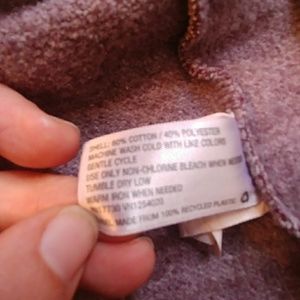 SHELL: 60% COTTON / 40% POLYESTER
MACHINE WASH COLD WITH LIKE COLORS
GENTLE CYCLE
USE ONLY NON-CHLORINE BLEACH WHEN NEEDED
TUMBLE DRY LOW
WARM IRON WHEN NEEDED
MADE FROM 100% RECYCLED PLASTIC